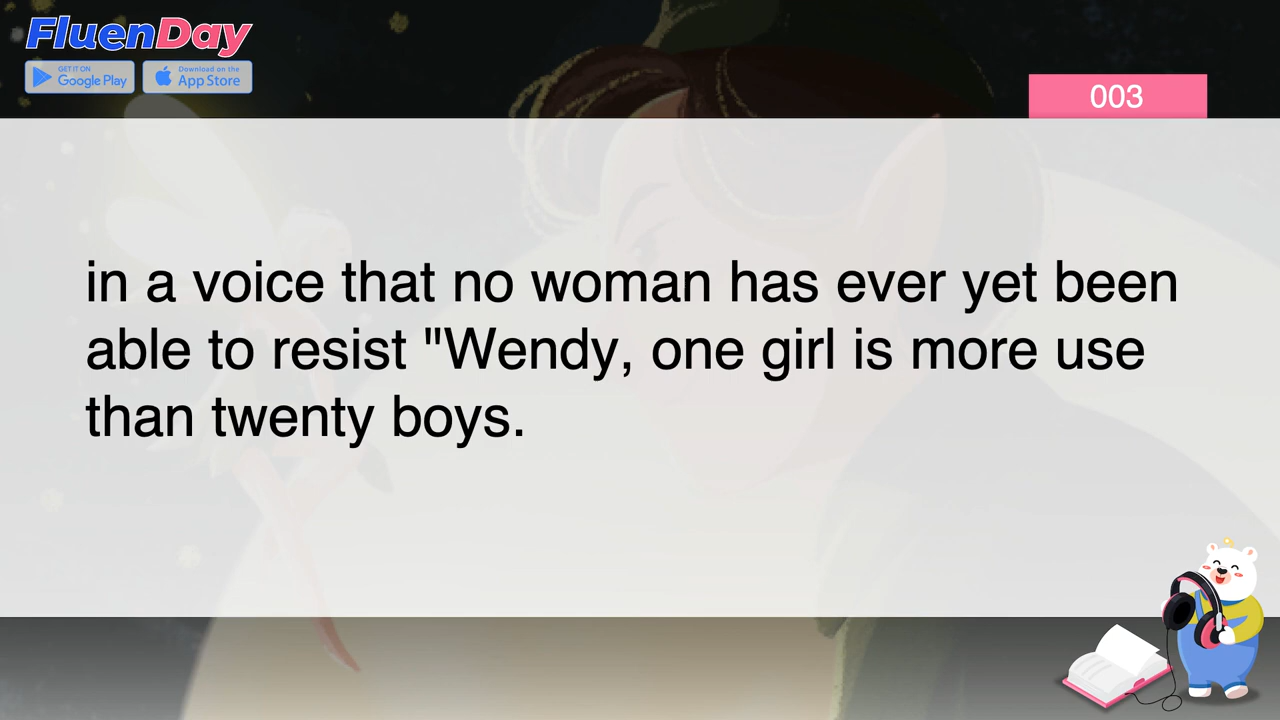 FluenDay
GET IT ON
Google Play
Download on the
App Store
003
in a voice that no woman has ever yet been
able to resist "Wendy, one girl is more use
than twenty boys.